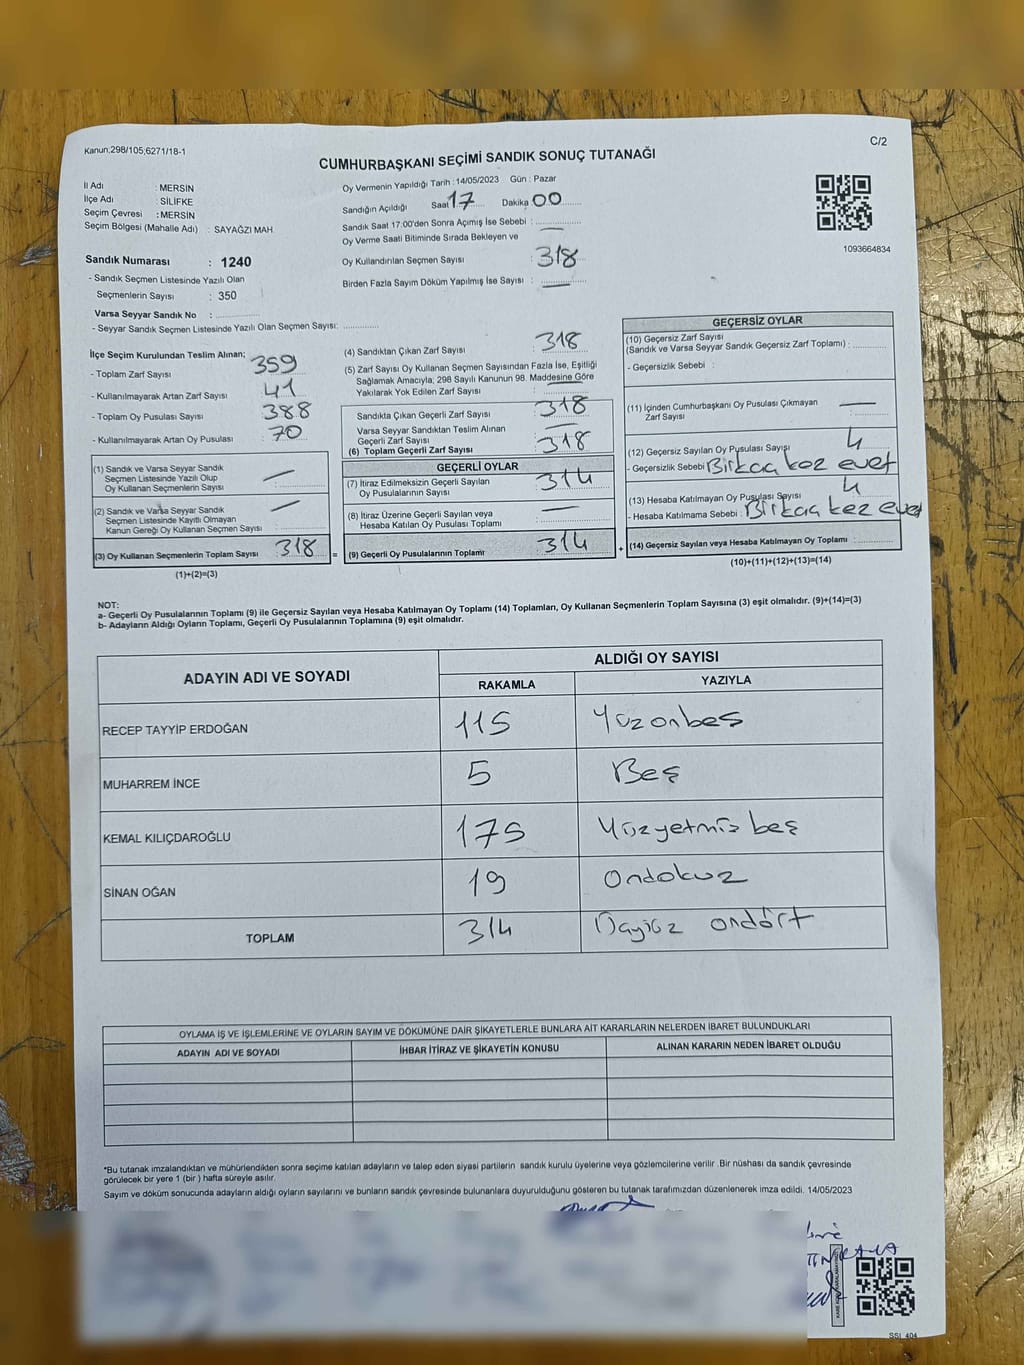 Kanun;298/105;6271/18-1
C/2
CUMHURBAŞKANI SEÇİMİ SANDIK SONUÇ TUTANAĞI
İl Adı : MERSİN
İlçe Adı : SİLİFKE
Seçim Çevresi : MERSİN
Seçim Bölgesi (Mahalle Adı) : SAYAĞZI MAH.
Oy Vermenin Yapıldığı Tarih : 14/05/2023 Gün : Pazar
Sandığın Açıldığı Saat 17 Dakika 00
Sandık Saat 17:00'den Sonra Açımış İse Sebebi :
Oy Verme Saati Bitiminde Sırada Bekleyen ve
Oy Kullandırılan Seçmen Sayısı : 318
Birden Fazla Sayım Döküm Yapılmış İse Sayısı : —
1093664834
Sandık Numarası : 1240
- Sandık Seçmen Listesinde Yazılı Olan
Seçmenlerin Sayısı : 350
Varsa Seyyar Sandık No :
- Seyyar Sandık Seçmen Listesinde Yazılı Olan Seçmen Sayısı:
İlçe Seçim Kurulundan Teslim Alınan;
- Toplam Zarf Sayısı : 359
- Kullanılmayarak Artan Zarf Sayısı : 41
- Toplam Oy Pusulası Sayısı : 388
- Kullanılmayarak Artan Oy Pusulası : 70
(1) Sandık ve Varsa Seyyar Sandık
Seçmen Listesinde Yazılı Olup
Oy Kullanan Seçmenlerin Sayısı : —
(2) Sandık ve Varsa Seyyar Sandık
Seçmen Listesinde Kayıtlı Olmayan
Kanun Gereği Oy Kullanan Seçmen Sayısı : —
(3) Oy Kullanan Seçmenlerin Toplam Sayısı : 318 =
(1)+(2)=(3)
(4) Sandıktan Çıkan Zarf Sayısı : 318
(5) Zarf Sayısı Oy Kullanan Seçmen Sayısından Fazla İse, Eşitliği
Sağlamak Amacıyla; 298 Sayılı Kanunun 98. Maddesine Göre
Yakılarak Yok Edilen Zarf Sayısı : —
Sandıkta Çıkan Geçerli Zarf Sayısı : 318
Varsa Seyyar Sandıktan Teslim Alınan
Geçerli Zarf Sayısı : —
(6) Toplam Geçerli Zarf Sayısı : 318
GEÇERLİ OYLAR
(7) İtiraz Edilmeksizin Geçerli Sayılan
Oy Pusulalarının Sayısı : 314
(8) İtiraz Üzerine Geçerli Sayılan veya
Hesaba Katılan Oy Pusulası Toplamı : —
(9) Geçerli Oy Pusulalarının Toplamı : 314 +
GEÇERSİZ OYLAR
(10) Geçersiz Zarf Sayısı
(Sandık ve Varsa Seyyar Sandık Geçersiz Zarf Toplamı) :
- Geçersizlik Sebebi :
(11) İçinden Cumhurbaşkanı Oy Pusulası Çıkmayan
Zarf Sayısı : —
(12) Geçersiz Sayılan Oy Pusulası Sayısı : 4
- Geçersizlik Sebebi : Birkaç kez evet
(13) Hesaba Katılmayan Oy Pusulası Sayısı : 4
- Hesaba Katılmama Sebebi : Birkaç kez evet
(14) Geçersiz Sayılan veya Hesaba Katılmayan Oy Toplamı :
(10)+(11)+(12)+(13)=(14)
NOT:
a- Geçerli Oy Pusulalarının Toplamı (9) ile Geçersiz Sayılan veya Hesaba Katılmayan Oy Toplamı (14) Toplamları, Oy Kullanan Seçmenlerin Toplam Sayısına (3) eşit olmalıdır. (9)+(14)=(3)
b- Adayların Aldığı Oyların Toplamı, Geçerli Oy Pusulalarının Toplamına (9) eşit olmalıdır.
ADAYIN ADI VE SOYADI ALDIĞI OY SAYISI
RAKAMLA YAZIYLA
RECEP TAYYİP ERDOĞAN 115 Yüzonbeş
MUHARREM İNCE 5 Beş
KEMAL KILIÇDAROĞLU 175 Yüzyetmiş beş
SİNAN OĞAN 19 Ondokuz
TOPLAM 314 Üçyüz ondört
OYLAMA İŞ VE İŞLEMLERİNE VE OYLARIN SAYIM VE DÖKÜMÜNE DAİR ŞİKAYETLERLE BUNLARA AİT KARARLARIN NELERDEN İBARET BULUNDUKLARI
ADAYIN ADI VE SOYADI İHBAR İTİRAZ VE ŞİKAYETİN KONUSU ALINAN KARARIN NEDEN İBARET OLDUĞU
*Bu tutanak imzalandıktan ve mühürlendikten sonra seçime katılan adayların ve talep eden siyasi partilerin sandık kurulu üyelerine veya gözlemcilerine verilir .Bir nüshası da sandık çevresinde
görülecek bir yere 1 (bir ) hafta süreyle asılır.
Sayım ve döküm sonucunda adayların aldığı oyların sayılarını ve bunların sandık çevresinde bulunanlara duyurulduğunu gösteren bu tutanak tarafımızdan düzenlenerek imza edildi. 14/05/2023
SSI_404